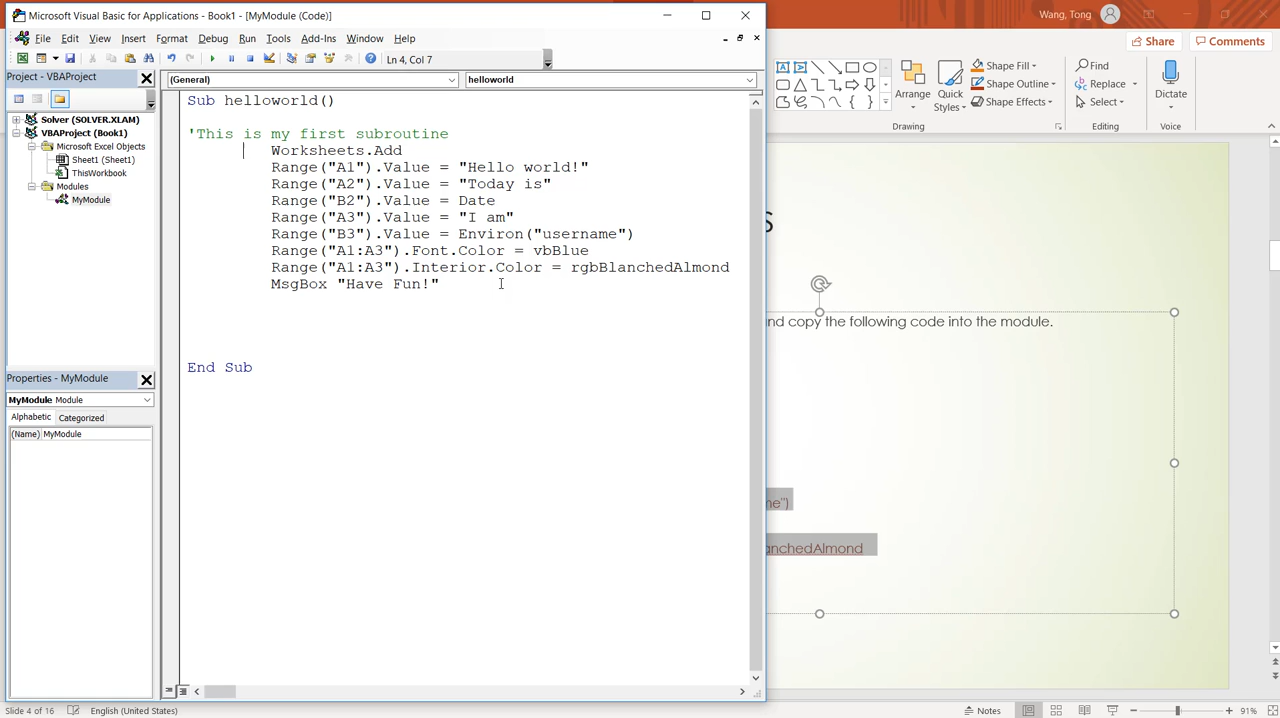 Microsoft Visual Basic for Applications - Book1 - [MyModule (Code)]
Wang, Tong
File Edit View Insert Format Debug Run Tools Add-Ins Window Help
Share Comments
Ln 4, Col 7
Project - VBAProject
(General) helloworld
Solver (SOLVER.XLAM)
VBAProject (Book1)
Microsoft Excel Objects
Sheet1 (Sheet1)
ThisWorkbook
Modules
MyModule
Sub helloworld()
'This is my first subroutine
Worksheets.Add
Range("A1").Value = "Hello world!"
Range("A2").Value = "Today is"
Range("B2").Value = Date
Range("A3").Value = "I am"
Range("B3").Value = Environ("username")
Range("A1:A3").Font.Color = vbBlue
Range("A1:A3").Interior.Color = rgbBlanchedAlmond
MsgBox "Have Fun!"
End Sub
Properties - MyModule
MyModule Module
Alphabetic Categorized
(Name) MyModule
Arrange
Quick Styles
Shape Fill
Shape Outline
Shape Effects
Drawing
Find
Replace
Select
Editing
Dictate
Voice
S
nd copy the following code into the module.
me")
anchedAlmond
Slide 4 of 16 English (United States) Notes 91%